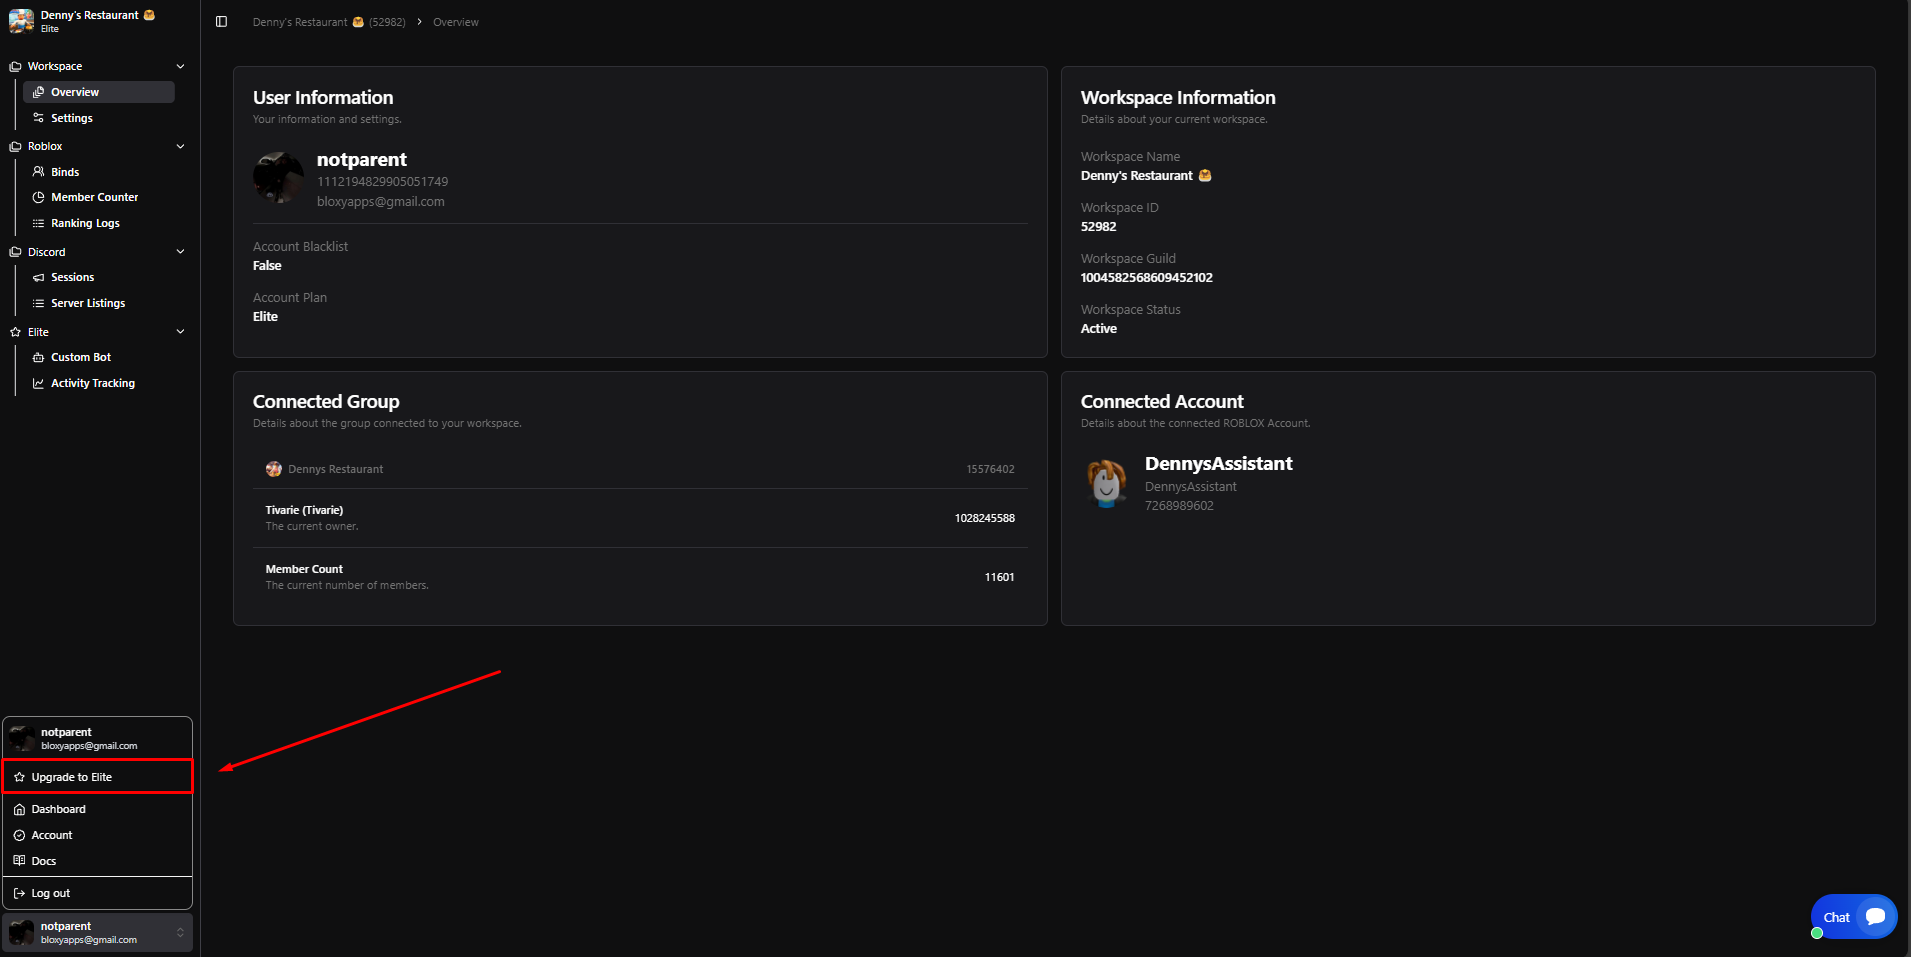 Denny's Restaurant
Elite
Workspace
Overview
Settings
Roblox
Binds
Member Counter
Ranking Logs
Discord
Sessions
Server Listings
Elite
Custom Bot
Activity Tracking
notparent
bloxyapps@gmail.com
Upgrade to Elite
Dashboard
Account
Docs
Log out
notparent
bloxyapps@gmail.com
Denny's Restaurant (52982) > Overview
User Information
Your information and settings.
notparent
1112194829905051749
bloxyapps@gmail.com
Account Blacklist
False
Account Plan
Elite
Workspace Information
Details about your current workspace.
Workspace Name
Denny's Restaurant
Workspace ID
52982
Workspace Guild
1004582568609452102
Workspace Status
Active
Connected Group
Details about the group connected to your workspace.
Dennys Restaurant 15576402
Tivarie (Tivarie)
The current owner.
1028245588
Member Count
The current number of members.
11601
Connected Account
Details about the connected ROBLOX Account.
DennysAssistant
DennysAssistant
7268989602
Chat